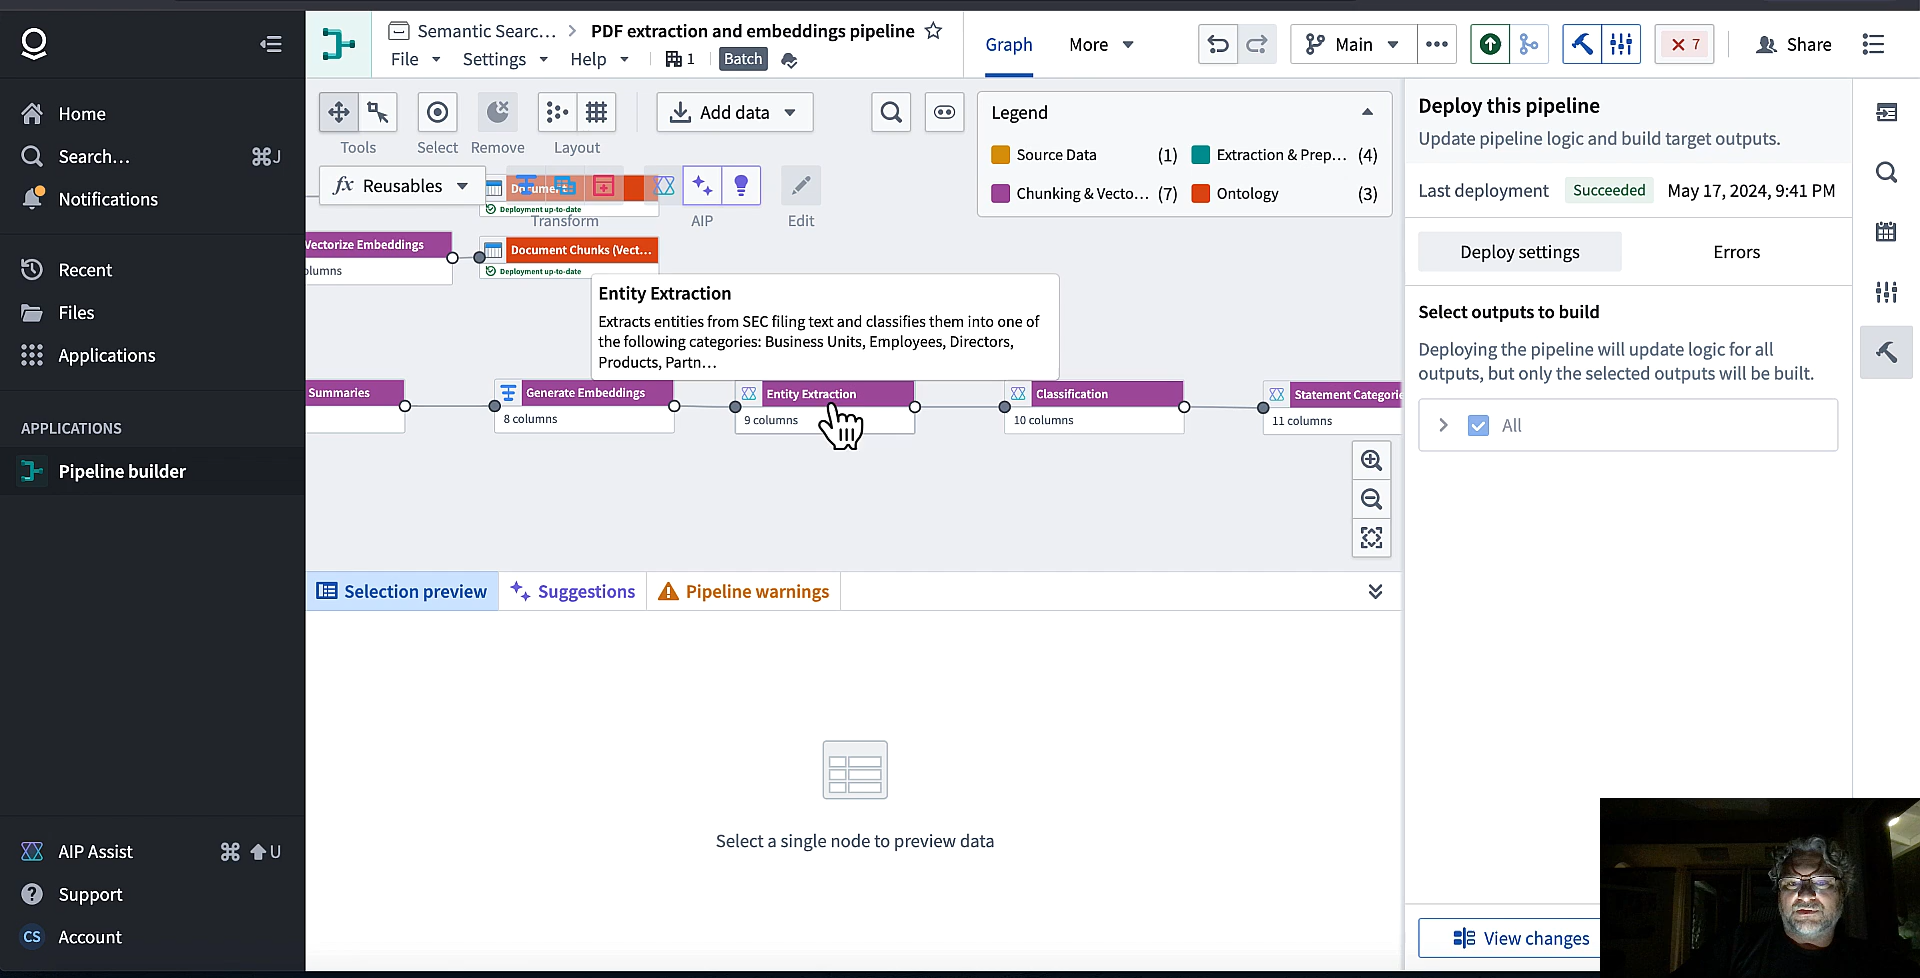 Semantic Searc... > PDF extraction and embeddings pipeline
File Settings Help 1 Batch
Graph More
Main
7
Share
Home
Search... ⌘J
Notifications
Recent
Files
Applications
APPLICATIONS
Pipeline builder
AIP Assist ⌘ U
? Support
CS Account
Tools Select Remove Layout
Add data
fx Reusables
Transform
AIP
Edit
Legend
Source Data (1)
Extraction & Prep... (4)
Chunking & Vecto... (7)
Ontology (3)
Deployment up-to-date
Vectorize Embeddings
Document Chunks (Vect...
Deployment up-to-date
Entity Extraction
Extracts entities from SEC filing text and classifies them into one of
the following categories: Business Units, Employees, Directors,
Products, Partn...
Summaries
Generate Embeddings
8 columns
Entity Extraction
9 columns
Classification
10 columns
Statement Categorie
11 columns
Selection preview Suggestions Pipeline warnings
Select a single node to preview data
Deploy this pipeline
Update pipeline logic and build target outputs.
Last deployment Succeeded May 17, 2024, 9:41 PM
Deploy settings Errors
Select outputs to build
Deploying the pipeline will update logic for all
outputs, but only the selected outputs will be built.
All
View changes